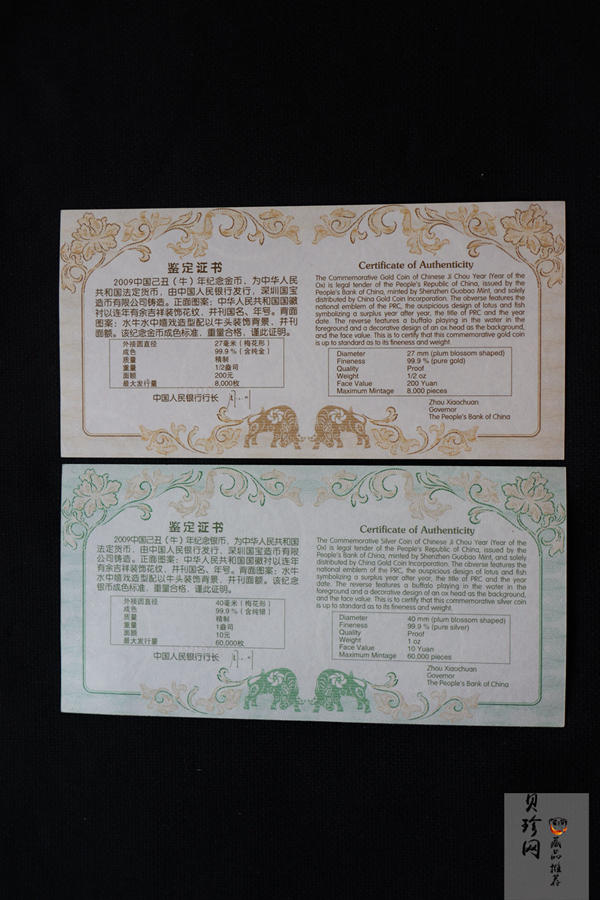 鉴定证书
2009中国己丑（牛）年纪念金币，为中华人民
共和国法定货币，由中国人民银行发行，深圳国宝
造币有限公司铸造。正面图案：中华人民共和国国徽
衬以连年有余吉祥装饰花纹，并刊国名、年号。背面
图案：水牛水中嬉戏造型配以牛头装饰背景，并刊
面额。该纪念金币成色标准，重量合格，谨此证明。
外接圆直径 27毫米（梅花形）
成色 99.9％（含纯金）
质量 精制
重量 1/2盎司
面额 200元
最大发行量 8,000枚
中国人民银行行长
Certificate of Authenticity
The Commemorative Gold Coin of Chinese Ji Chou Year (Year of the
Ox) is legal tender of the People's Republic of China, issued by the
People's Bank of China, minted by Shenzhen Guobao Mint, and solely
distributed by China Gold Coin Incorporation. The obverse features the
national emblem of the PRC, the auspicious design of lotus and fish
symbolizing a surplus year after year, the title of PRC and the year
date. The reverse features a buffalo playing in the water in the
foreground and a decorative design of an ox head as the background,
and the face value. This is to certify that this commemorative gold coin
is up to standard as to its fineness and weight.
Diameter 27 mm (plum blossom shaped)
Fineness 99.9 % (pure gold)
Quality Proof
Weight 1/2 oz
Face Value 200 Yuan
Maximum Mintage 8,000 pieces
Zhou Xiaochuan
Governor
The People's Bank of China
鉴定证书
2009中国己丑（牛）年纪念银币，为中华人民共和国
法定货币，由中国人民银行发行，深圳国宝造币有限
公司铸造。正面图案：中华人民共和国国徽衬以连年
有余吉祥装饰花纹，并刊国名、年号。背面图案：水牛
水中嬉戏造型配以牛头装饰背景，并刊面额。该纪念
银币成色标准，重量合格，谨此证明。
外接圆直径 40毫米（梅花形）
成色 99.9％（含纯银）
质量 精制
重量 1盎司
面额 10元
最大发行量 60,000枚
中国人民银行行长
Certificate of Authenticity
The Commemorative Silver Coin of Chinese Ji Chou Year (Year of the
Ox) is legal tender of the People's Republic of China, issued by the
People's Bank of China, minted by Shenzhen Guobao Mint, and solely
distributed by China Gold Coin Incorporation. The obverse features the
national emblem of the PRC, the auspicious design of lotus and fish
symbolizing a surplus year after year, the title of PRC and the year
date. The reverse features a buffalo playing in the water in the
foreground and a decorative design of an ox head as the background,
and the face value. This is to certify that this commemorative silver coin
is up to standard as to its fineness and weight.
Diameter 40 mm (plum blossom shaped)
Fineness 99.9 % (pure silver)
Quality Proof
Weight 1 oz
Face Value 10 Yuan
Maximum Mintage 60,000 pieces
Zhou Xiaochuan
Governor
The People's Bank of China
贝珍网
藏品推荐